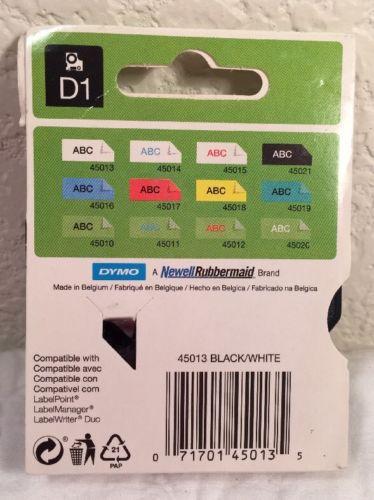 D1
ABC ABC ABC ABC
45013 45014 45015 45021
ABC ABC ABC ABC
45016 45017 45018 45019
ABC ABC ABC ABC
45010 45011 45012 45020
DYMO A NewellRubbermaid Brand
Made in Belgium / Fabriqué en Belgique / Hecho en Belgica / Fabricado na Belgica
Compatible with
Compatible avec
Compatible con
Compativel com
LabelPoint®
LabelManager®
LabelWriter® Duo
45013 BLACK/WHITE
0 71701 45013 5
21
PAP